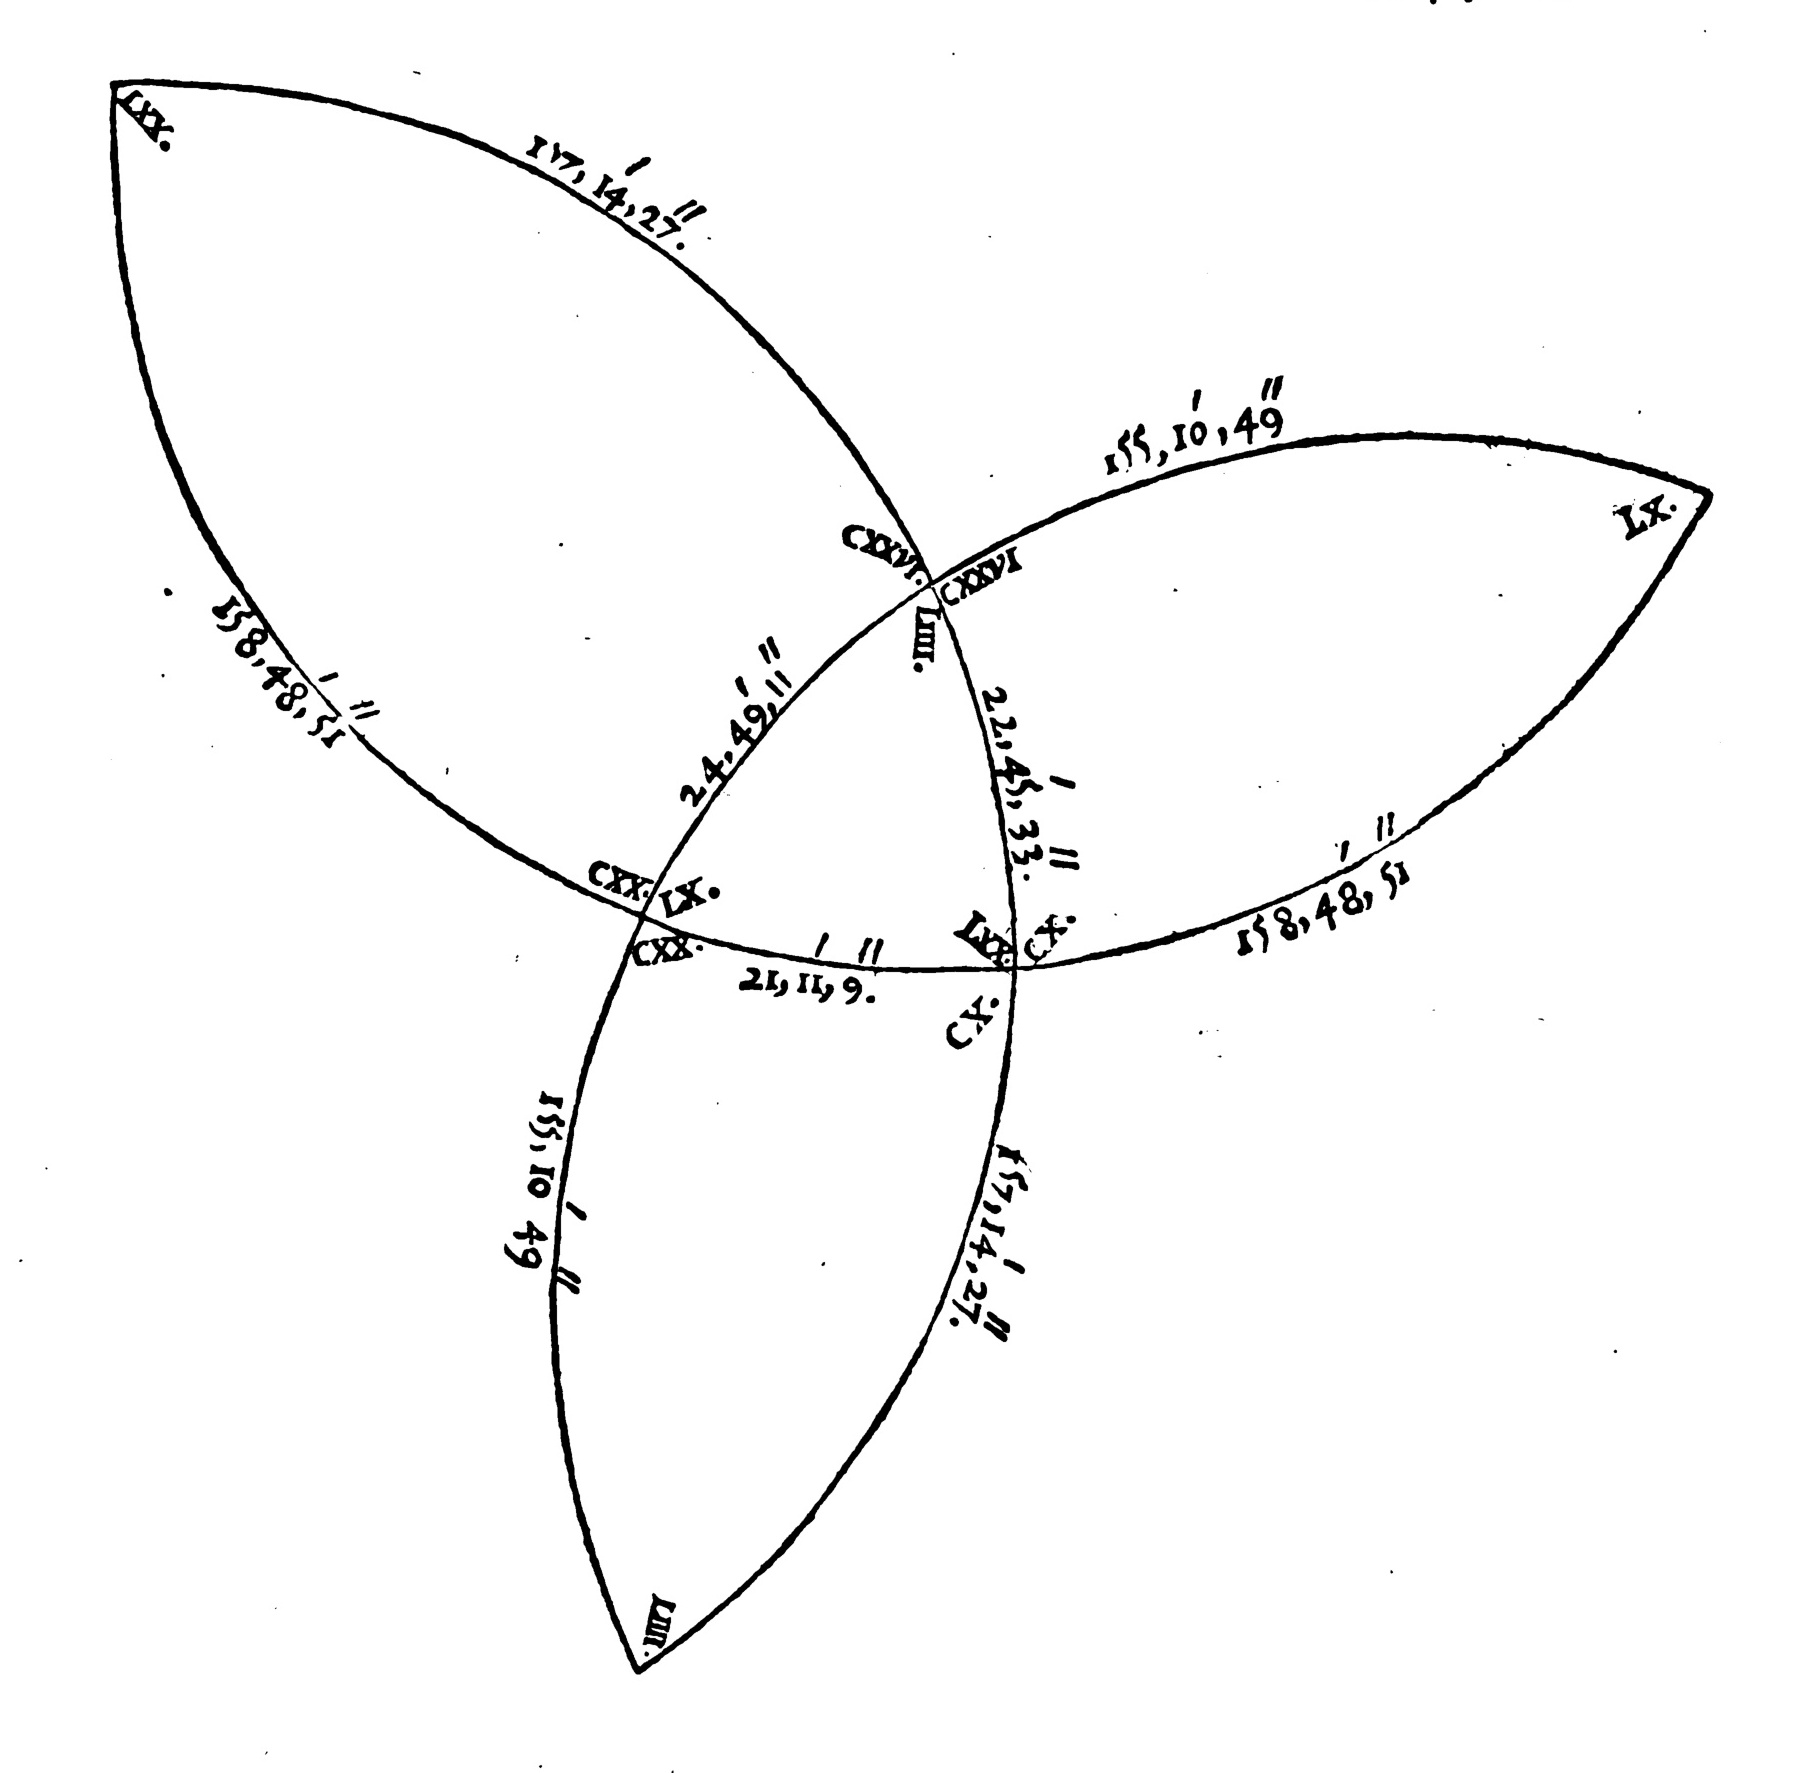 LXX.
157, 14′, 27″.
155, 10′, 49″
LX.
CXXVI.
CXXVI
LIIII.
158, 48′, 51″
24, 49′, 11″
22, 45′, 33″.
CXX.
LX.
CXX.
LXX.
CX.
158, 48′, 51″
21, 11′, 9″.
CX.
155, 10′ 49″
157, 14′, 27″.
LIIII.